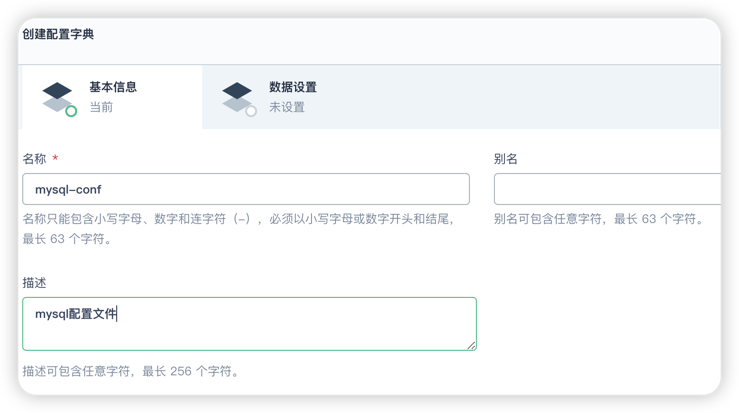 创建配置字典
基本信息
当前
数据设置
未设置
名称 *
别名
mysql-conf
名称只能包含小写字母、数字和连字符（-），必须以小写字母或数字开头和结尾，
最长 63 个字符。
别名可包含任意字符，最长 63 个字符。
描述
mysql配置文件
描述可包含任意字符，最长 256 个字符。